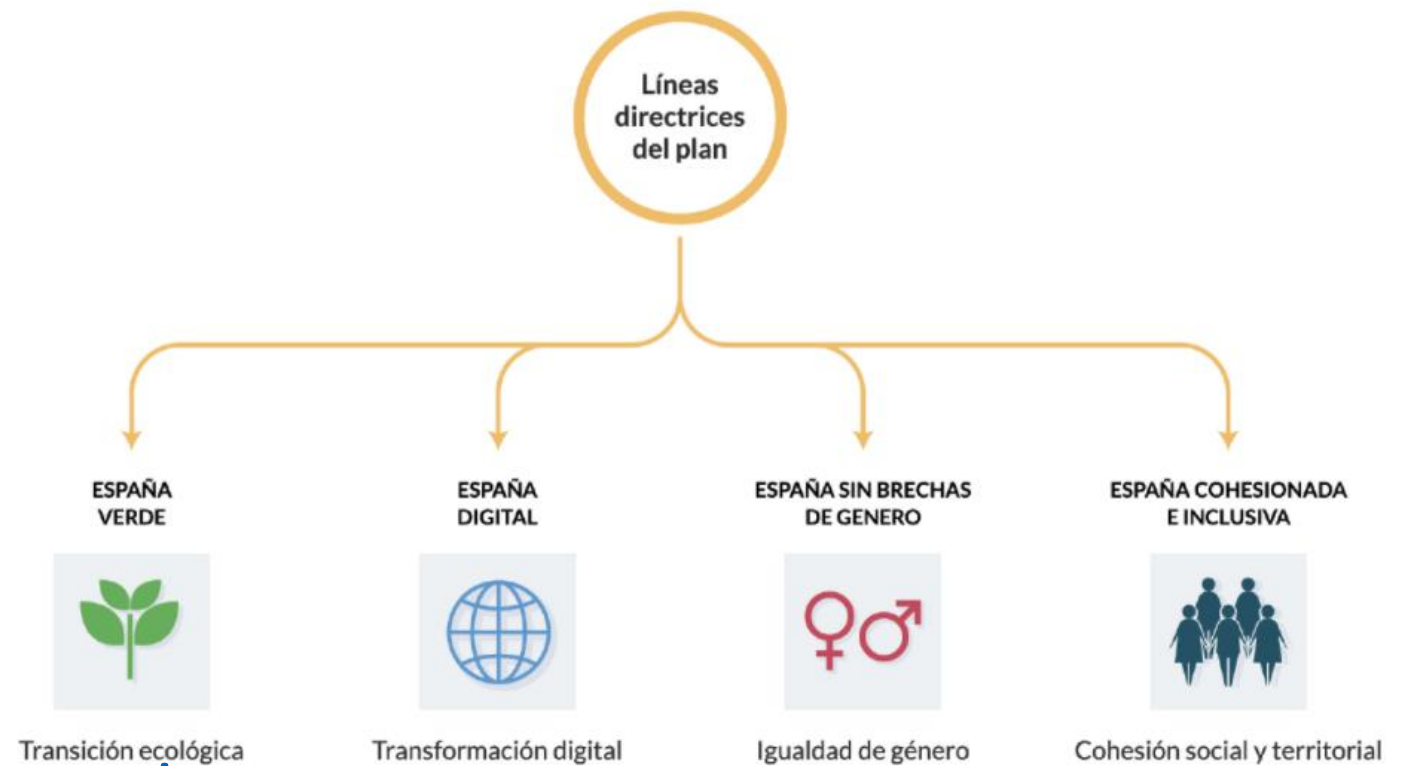 Líneas
directrices
del plan
ESPAÑA
VERDE
ESPAÑA
DIGITAL
ESPAÑA SIN BRECHAS
DE GENERO
ESPAÑA COHESIONADA
E INCLUSIVA
Transición ecológica
Transformación digital
Igualdad de género
Cohesión social y territorial